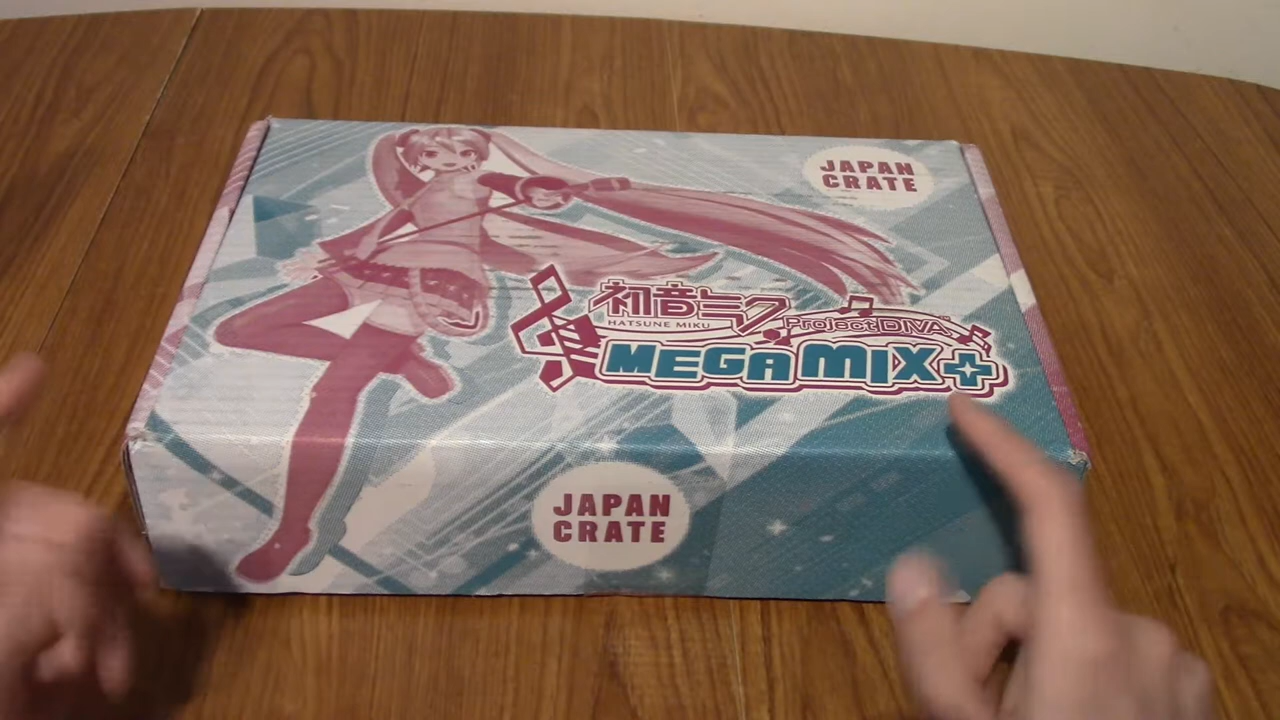 JAPAN
CRATE
初音ミク
HATSUNE MIKU
Project DIVA
MEGA MIX+
JAPAN
CRATE